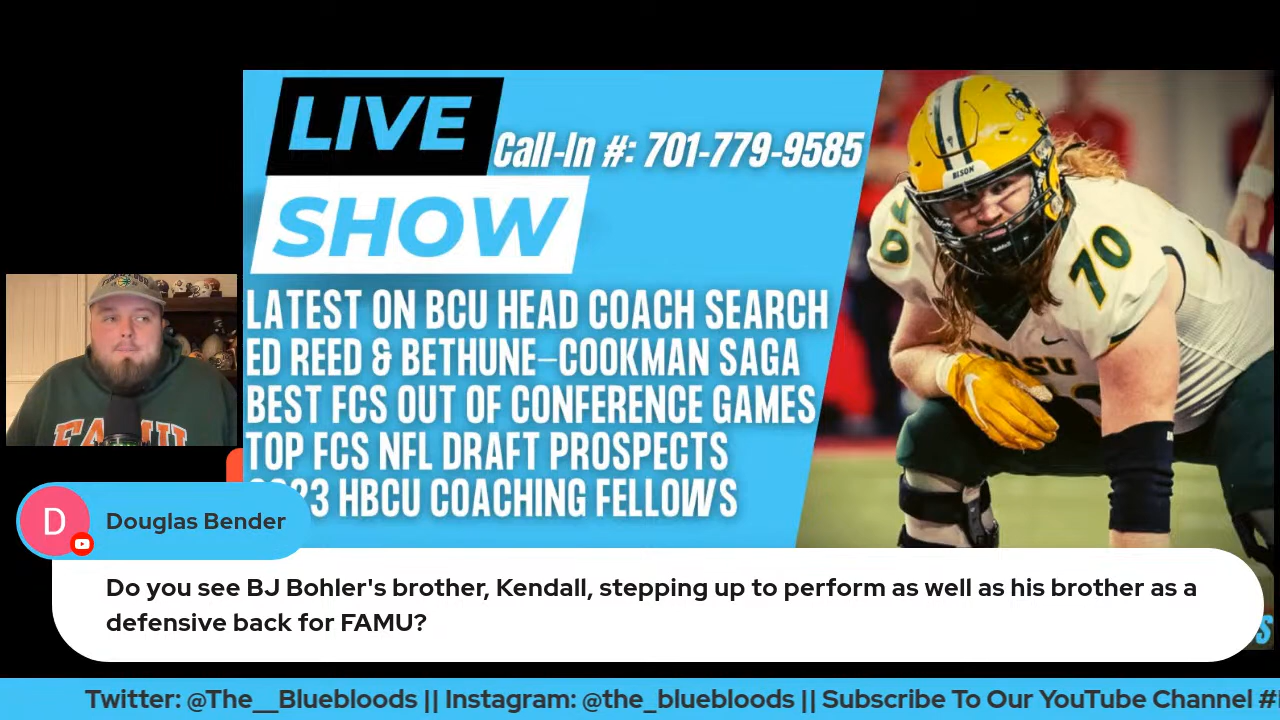 LIVE
Call-In #: 701-779-9585
SHOW
LATEST ON BCU HEAD COACH SEARCH
ED REED & BETHUNE-COOKMAN SAGA
BEST FCS OUT OF CONFERENCE GAMES
TOP FCS NFL DRAFT PROSPECTS
HBCU COACHING FELLOWS
BISON
70
70
NDSU
FAMU
D
Douglas Bender
Do you see BJ Bohler's brother, Kendall, stepping up to perform as well as his brother as a
defensive back for FAMU?
S
Twitter: @The__Bluebloods || Instagram: @the_bluebloods || Subscribe To Our YouTube Channel #